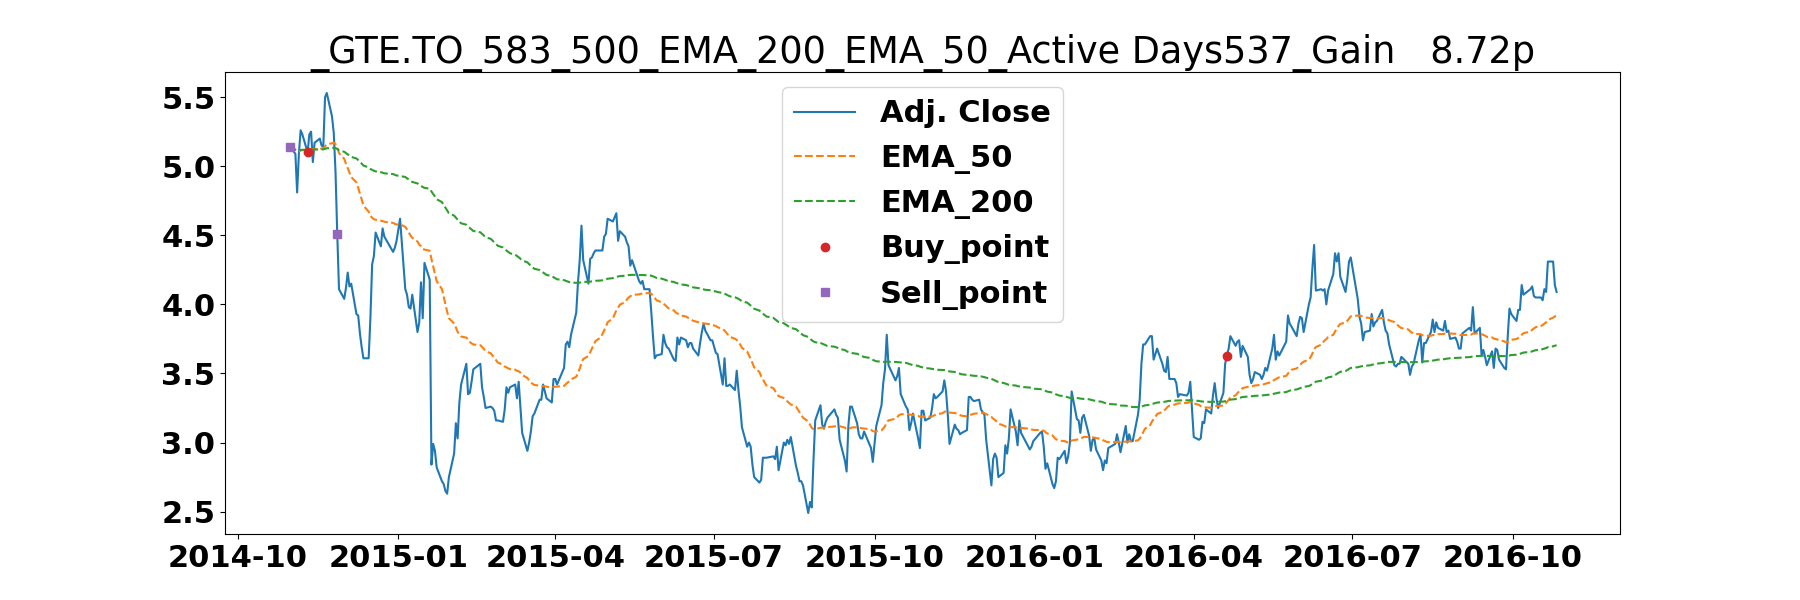 _GTE.TO_583_500_EMA_200_EMA_50_Active Days537_Gain   8.72p
Adj. Close
EMA_50
EMA_200
Buy_point
Sell_point
5.5
5.0
4.5
4.0
3.5
3.0
2.5
2014-10 2015-01 2015-04 2015-07 2015-10 2016-01 2016-04 2016-07 2016-10